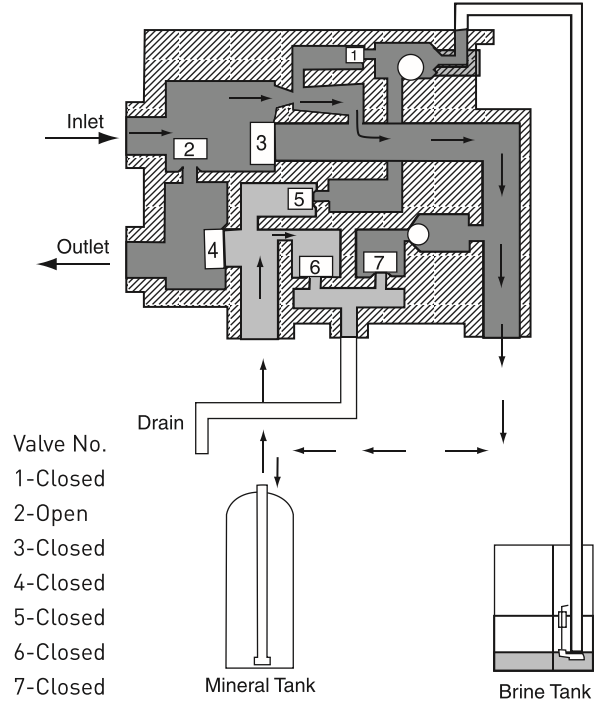 1
Inlet
2
3
5
Outlet
4
6
7
Drain
Valve No.
1-Closed
2-Open
3-Closed
4-Closed
5-Closed
6-Closed
7-Closed
Mineral Tank
Brine Tank